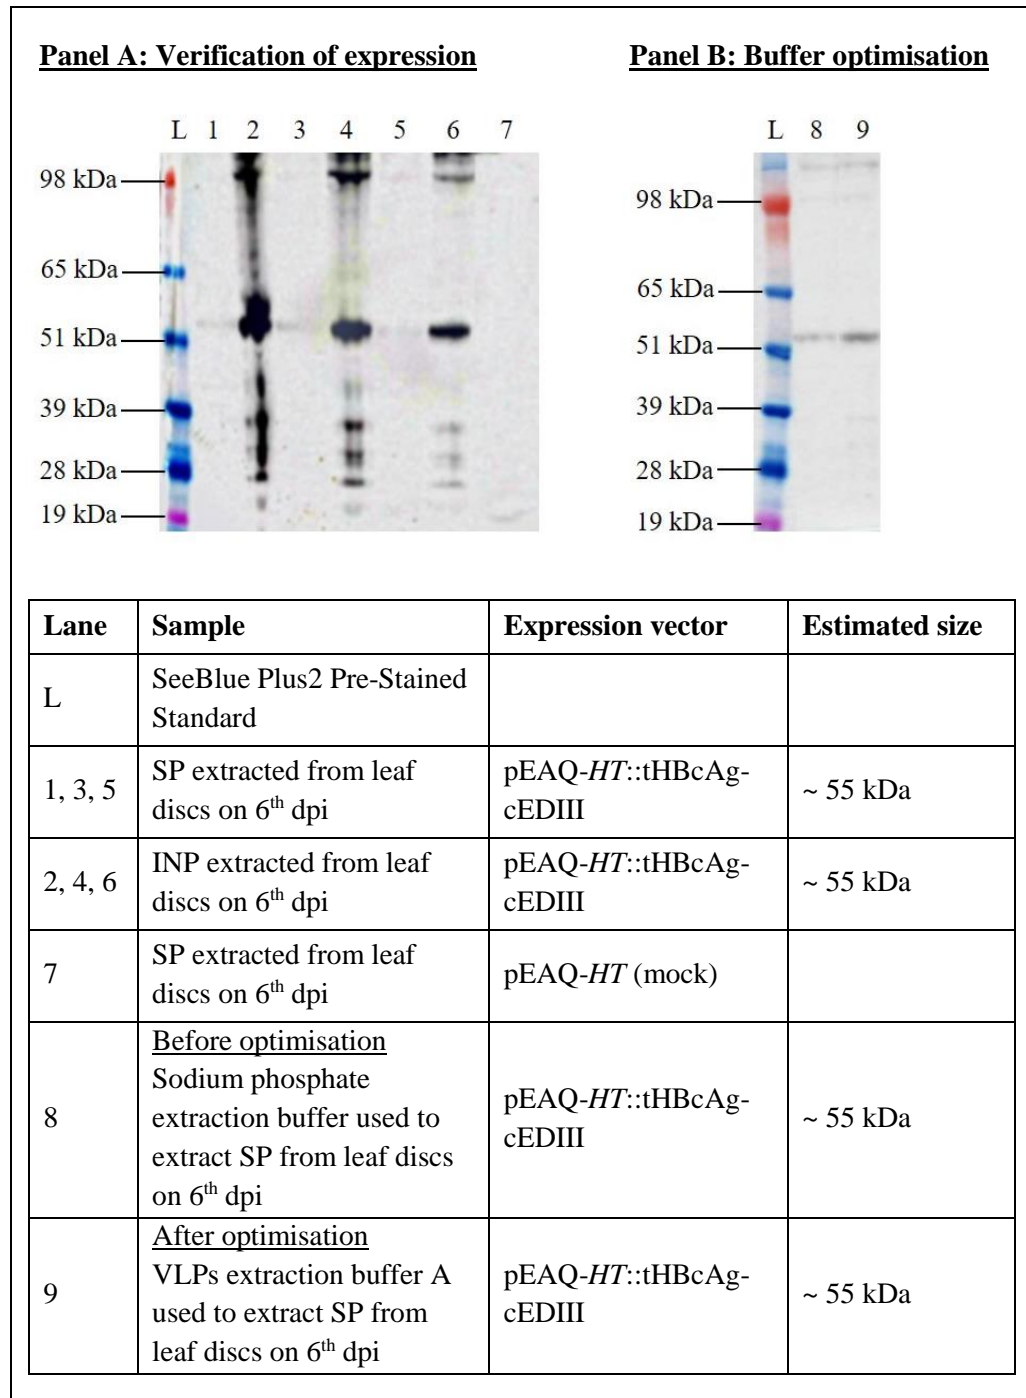 Panel A: Verification of expression
Panel B: Buffer optimisation
L 1 2 3 4 5 6 7
98 kDa
65 kDa
51 kDa
39 kDa
28 kDa
19 kDa
L 8 9
98 kDa
65 kDa
51 kDa
39 kDa
28 kDa
19 kDa
Lane Sample Expression vector Estimated size
L
SeeBlue Plus2 Pre-Stained
Standard
1, 3, 5
SP extracted from leaf
discs on 6th dpi
pEAQ-HT::tHBcAg-
cEDIII
~ 55 kDa
2, 4, 6
INP extracted from leaf
discs on 6th dpi
pEAQ-HT::tHBcAg-
cEDIII
~ 55 kDa
7
SP extracted from leaf
discs on 6th dpi
pEAQ-HT (mock)
8
Before optimisation
Sodium phosphate
extraction buffer used to
extract SP from leaf discs
on 6th dpi
pEAQ-HT::tHBcAg-
cEDIII
~ 55 kDa
9
After optimisation
VLPs extraction buffer A
used to extract SP from
leaf discs on 6th dpi
pEAQ-HT::tHBcAg-
cEDIII
~ 55 kDa